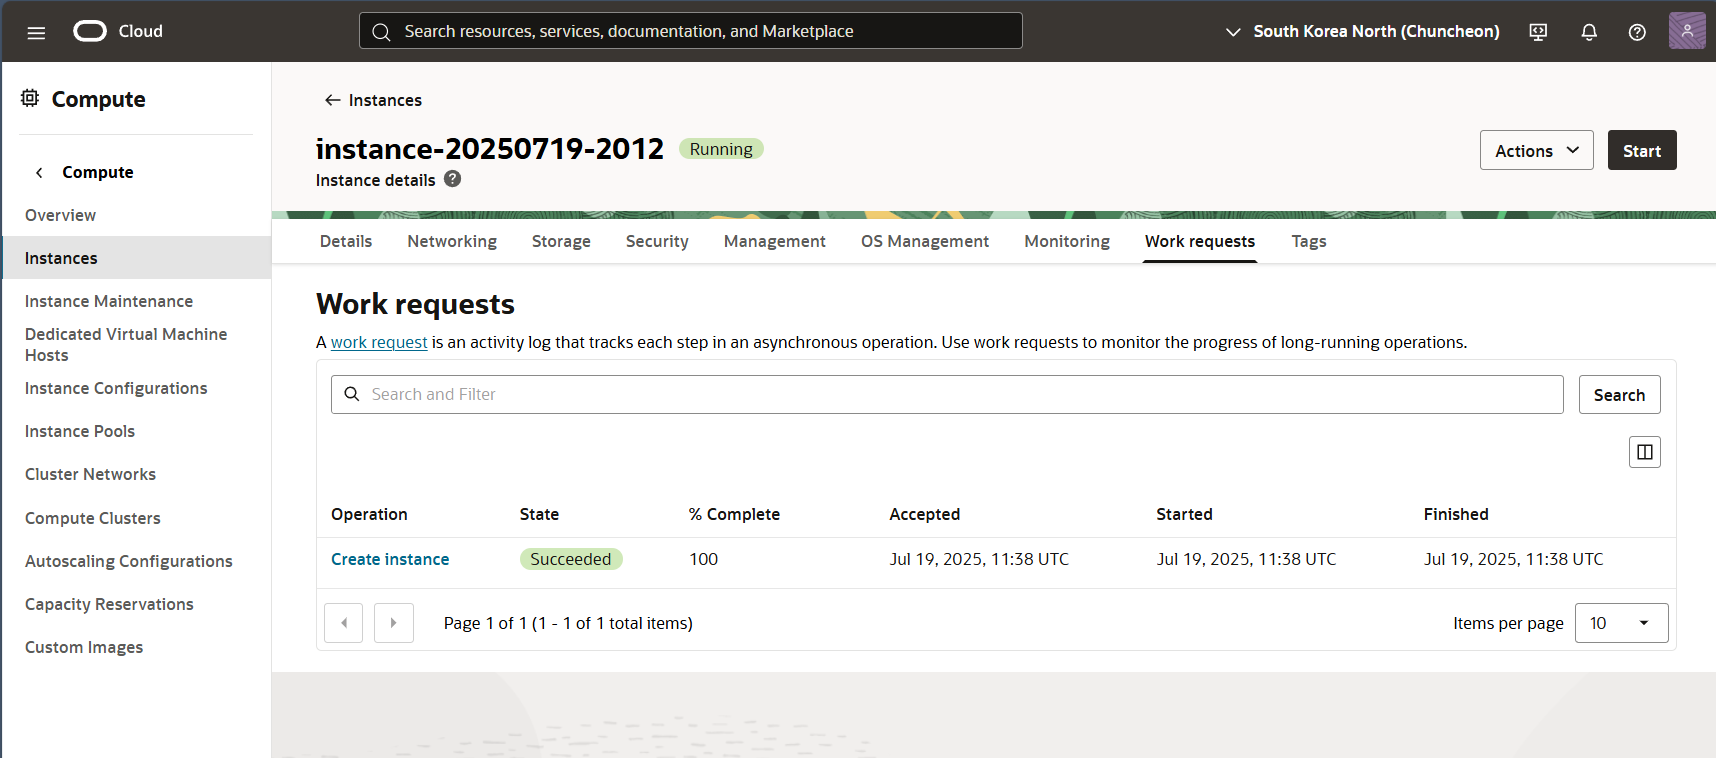 Cloud
Search resources, services, documentation, and Marketplace
South Korea North (Chuncheon)
Compute
Compute
Overview
Instances
Instance Maintenance
Dedicated Virtual Machine
Hosts
Instance Configurations
Instance Pools
Cluster Networks
Compute Clusters
Autoscaling Configurations
Capacity Reservations
Custom Images
Instances
instance-20250719-2012 Running
Instance details
Actions Start
Details Networking Storage Security Management OS Management Monitoring Work requests Tags
Work requests
A work request is an activity log that tracks each step in an asynchronous operation. Use work requests to monitor the progress of long-running operations.
Search and Filter Search
Operation State % Complete Accepted Started Finished
Create instance Succeeded 100 Jul 19, 2025, 11:38 UTC Jul 19, 2025, 11:38 UTC Jul 19, 2025, 11:38 UTC
Page 1 of 1 (1 - 1 of 1 total items) Items per page 10